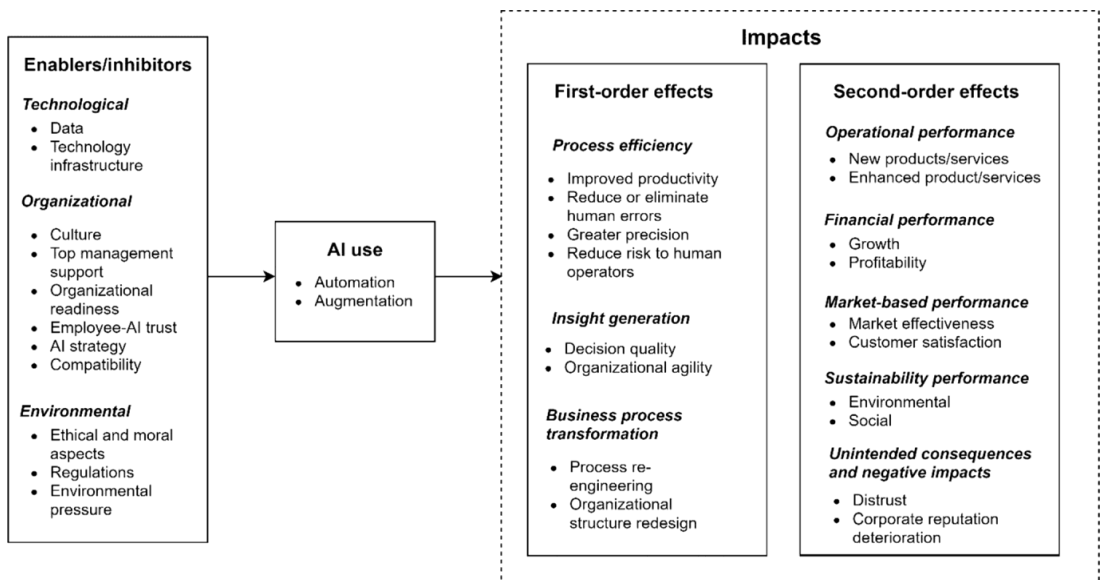 Enablers/inhibitors
Technological
• Data
• Technology
infrastructure
Organizational
• Culture
• Top management
support
• Organizational
readiness
• Employee-AI trust
• AI strategy
• Compatibility
Environmental
• Ethical and moral
aspects
• Regulations
• Environmental
pressure
AI use
• Automation
• Augmentation
Impacts
First-order effects
Process efficiency
• Improved productivity
• Reduce or eliminate
human errors
• Greater precision
• Reduce risk to human
operators
Insight generation
• Decision quality
• Organizational agility
Business process
transformation
• Process re-
engineering
• Organizational
structure redesign
Second-order effects
Operational performance
• New products/services
• Enhanced product/services
Financial performance
• Growth
• Profitability
Market-based performance
• Market effectiveness
• Customer satisfaction
Sustainability performance
• Environmental
• Social
Unintended consequences
and negative impacts
• Distrust
• Corporate reputation
deterioration